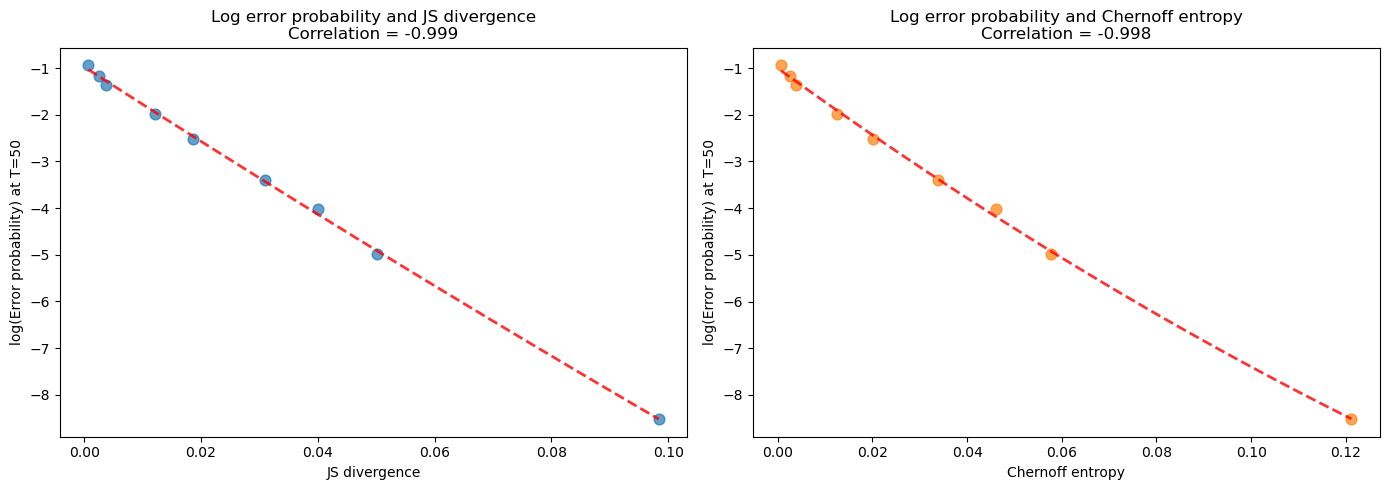 Log error probability and JS divergence
Correlation = -0.999
log(Error probability) at T=50
−1
−2
−3
−4
−5
−6
−7
−8
0.00 0.02 0.04 0.06 0.08 0.10
JS divergence
Log error probability and Chernoff entropy
Correlation = -0.998
log(Error probability) at T=50
−1
−2
−3
−4
−5
−6
−7
−8
0.00 0.02 0.04 0.06 0.08 0.10 0.12
Chernoff entropy